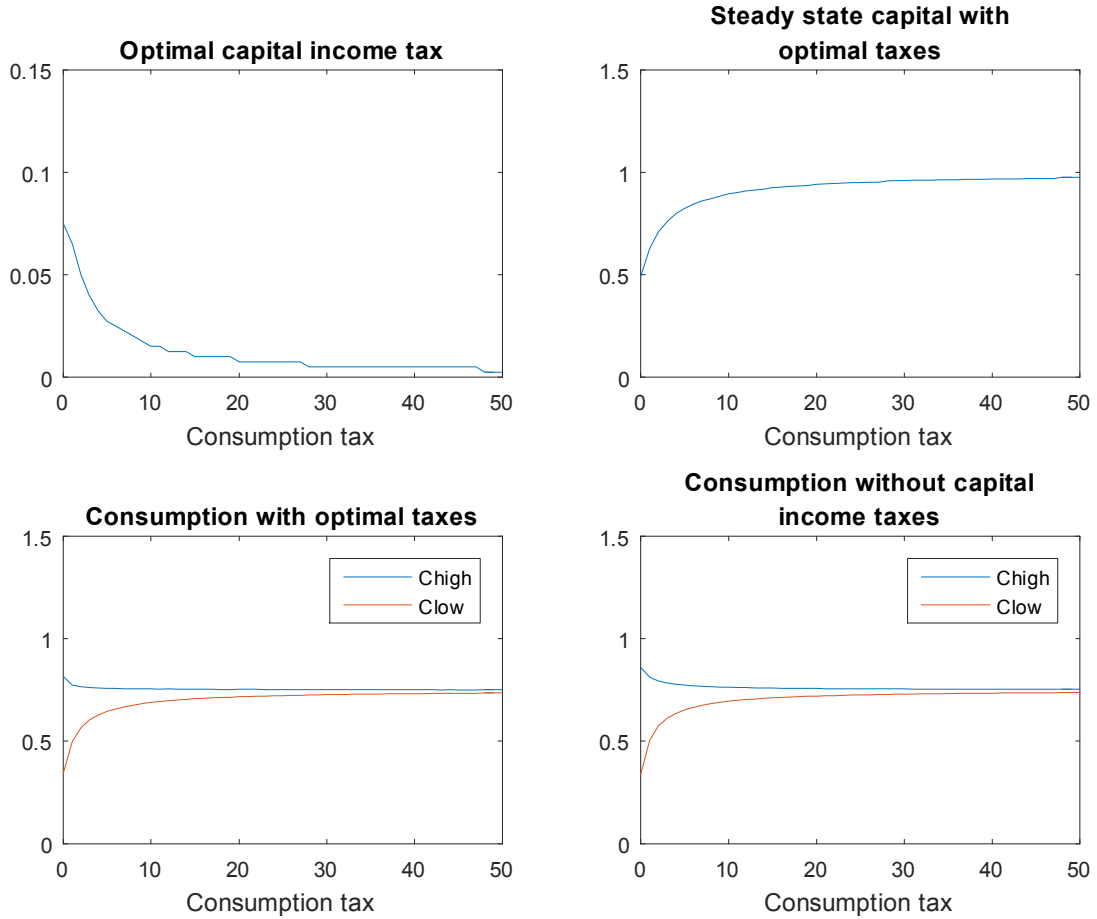 Optimal capital income tax
0.15
0.1
0.05
0
0 10 20 30 40 50
Consumption tax
Steady state capital with
optimal taxes
1.5
1
0.5
0
0 10 20 30 40 50
Consumption tax
Consumption with optimal taxes
1.5
1
0.5
0
Chigh
Clow
0 10 20 30 40 50
Consumption tax
Consumption without capital
income taxes
1.5
1
0.5
0
Chigh
Clow
0 10 20 30 40 50
Consumption tax